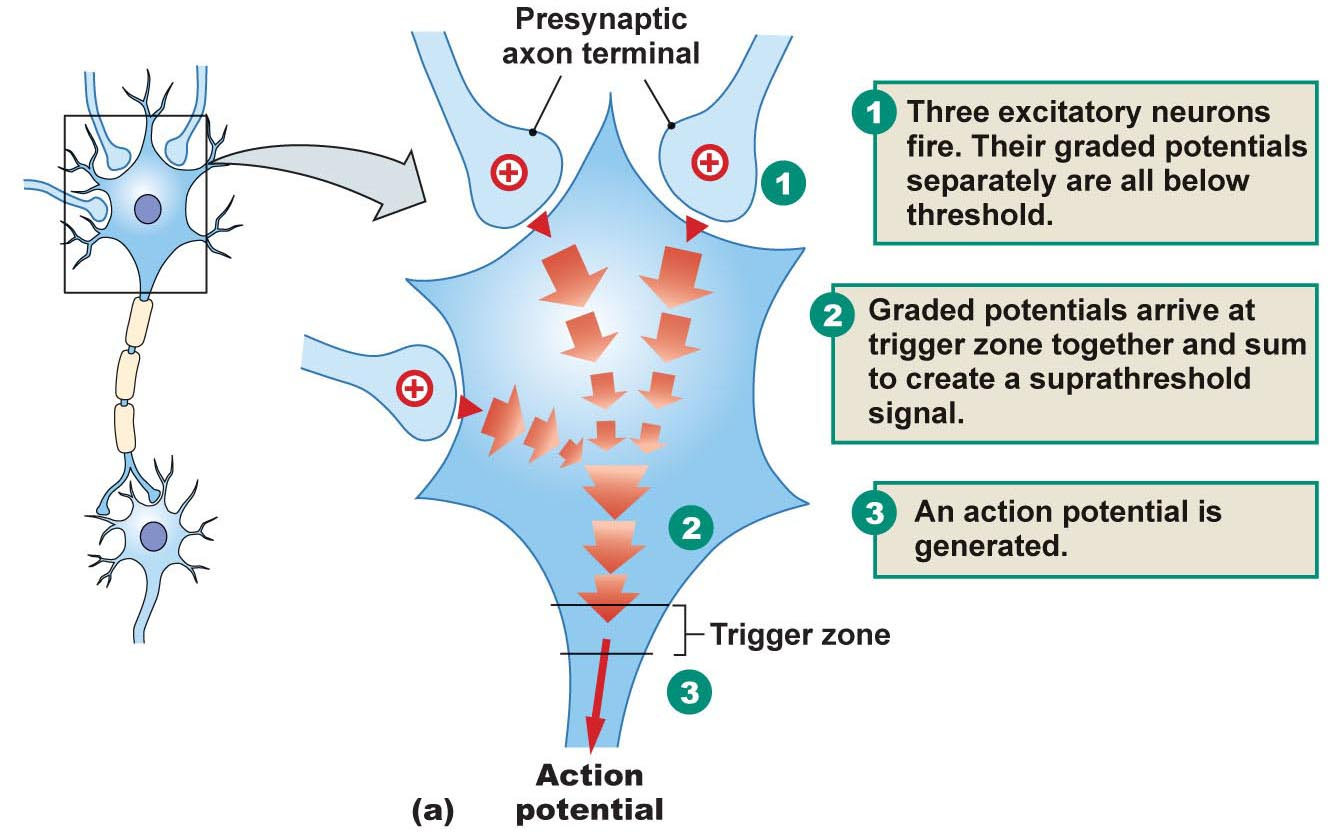 Presynaptic
axon terminal
1
1
Three excitatory neurons
fire. Their graded potentials
separately are all below
threshold.
2
Graded potentials arrive at
trigger zone together and sum
to create a suprathreshold
signal.
2
3
An action potential is
generated.
Trigger zone
3
Action
potential
(a)